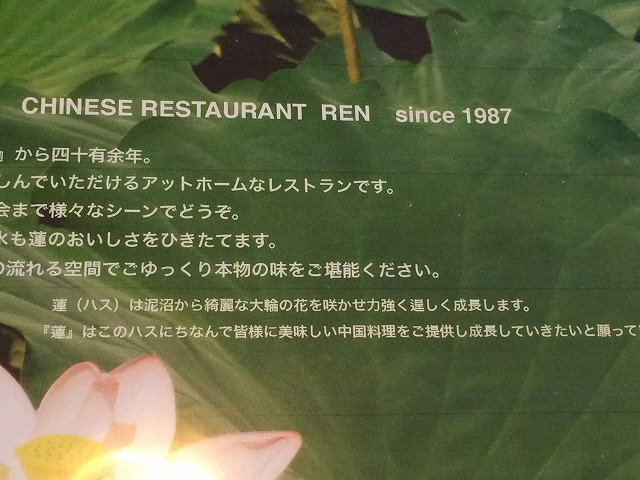 CHINESE RESTAURANT REN since 1987
』から四十有余年。
しんでいただけるアットホームなレストランです。
会まで様々なシーンでどうぞ。
水も蓮のおいしさをひきたてます。
の流れる空間でごゆっくり本物の味をご堪能ください。
蓮（ハス）は泥沼から綺麗な大輪の花を咲かせ力強く逞しく成長します。
『蓮』はこのハスにちなんで皆様に美味しい中国料理をご提供し成長していきたいと願って